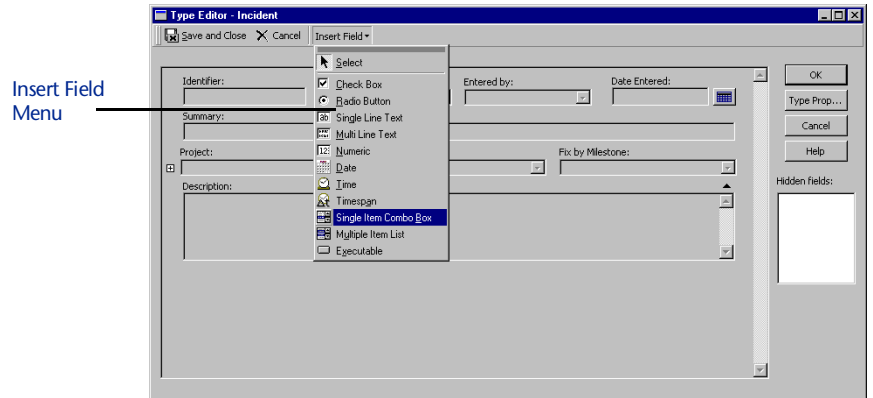 Type Editor - Incident
Save and Close Cancel Insert Field
Insert Field
Menu
Select
Check Box
Radio Button
Single Line Text
Multi Line Text
Numeric
Date
Time
Timespan
Single Item Combo Box
Multiple Item List
Executable
Identifier:
Entered by:
Date Entered:
Summary:
Project:
Fix by Milestone:
Description:
OK
Type Prop...
Cancel
Help
Hidden fields: